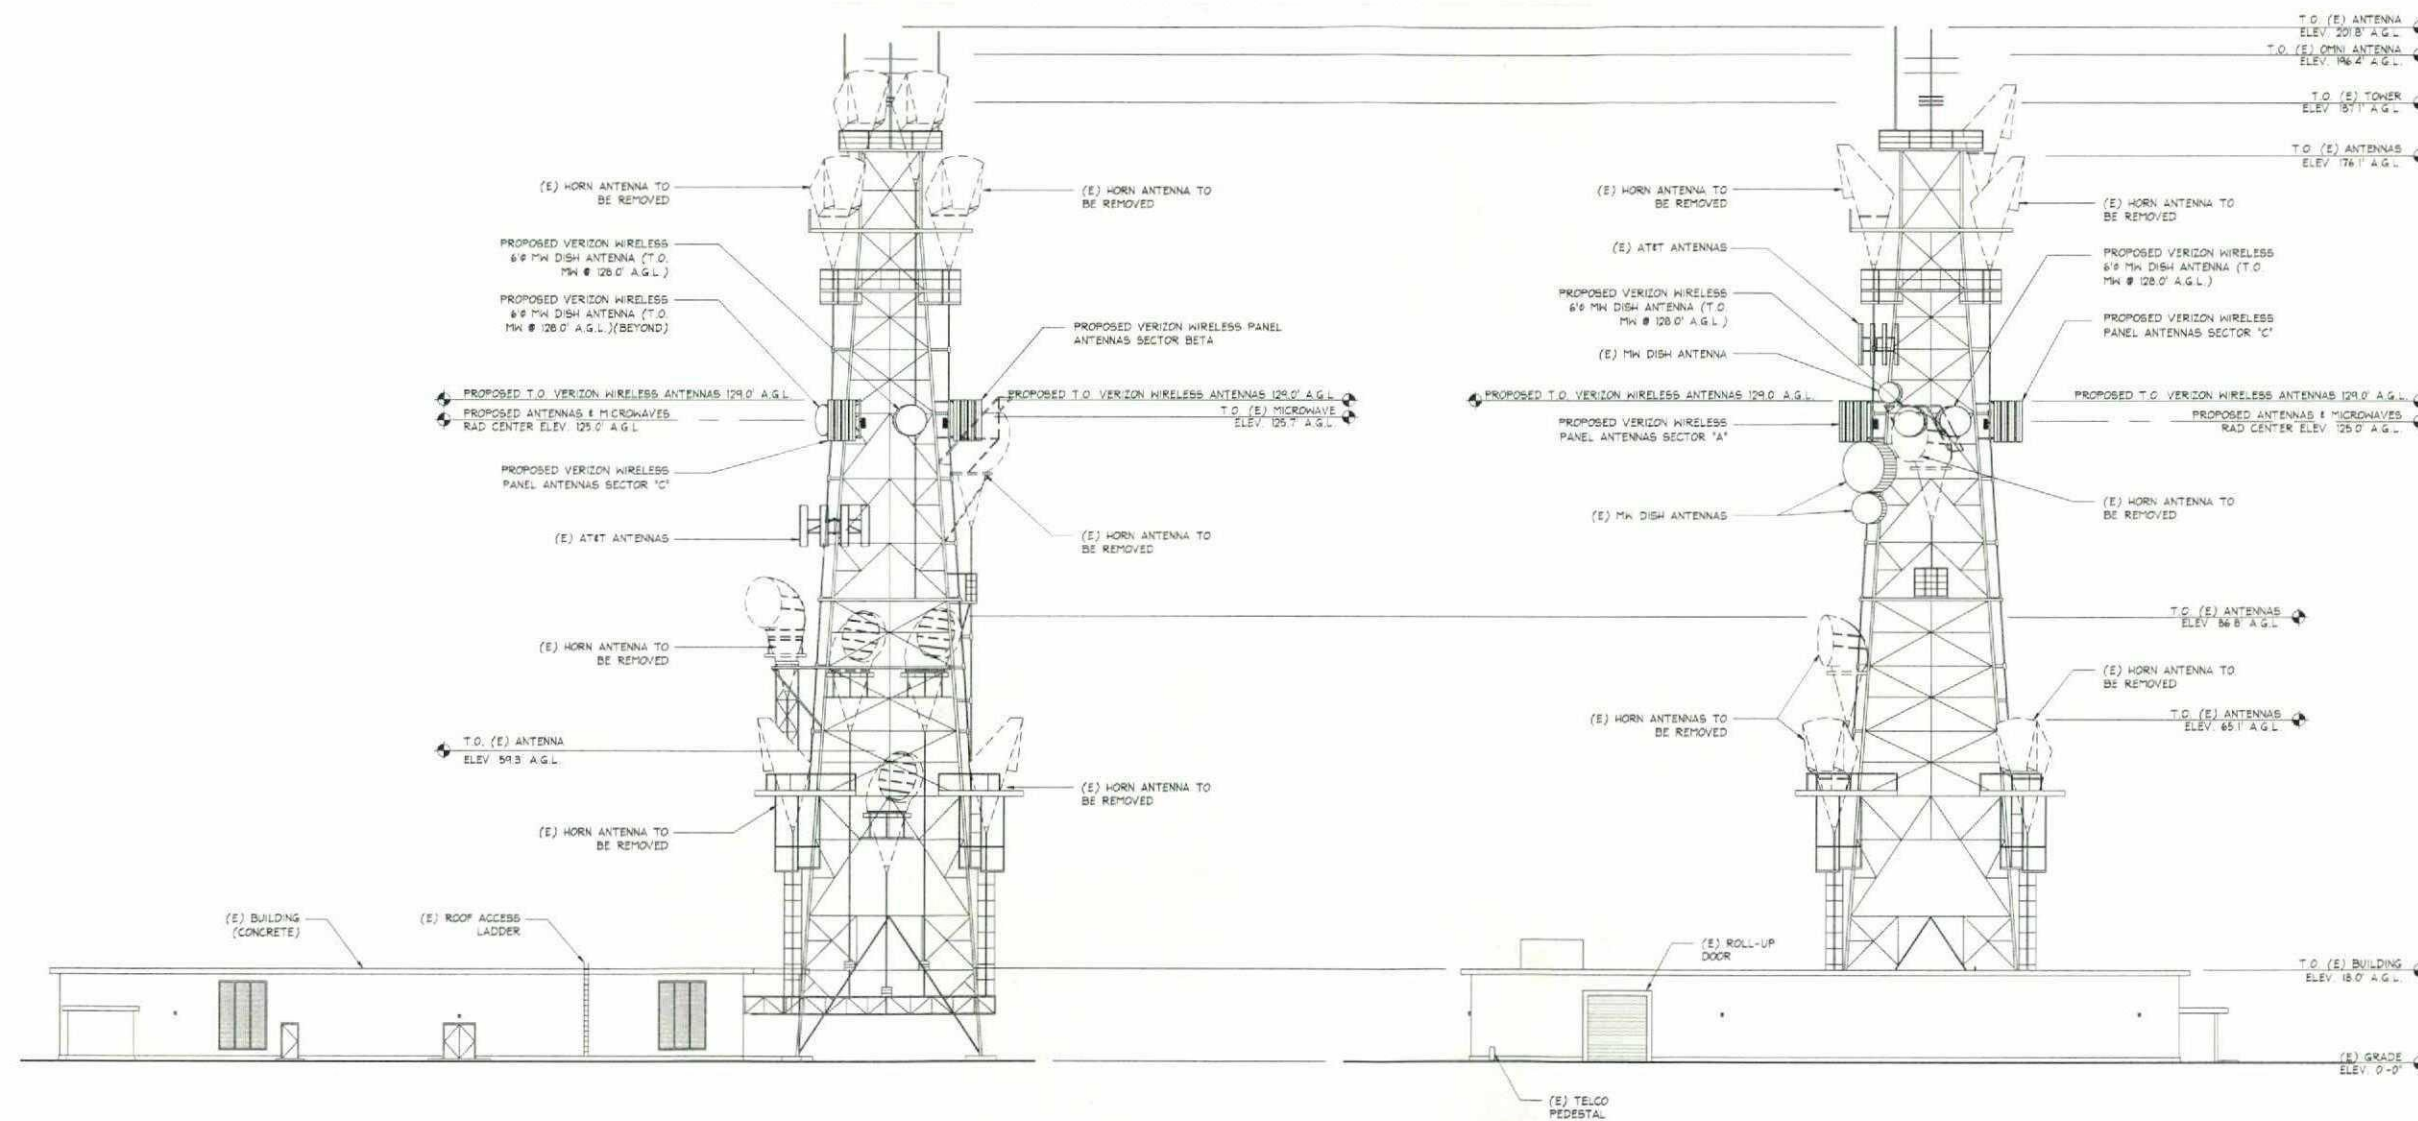 (E) HORN ANTENNA TO
BE REMOVED
(E) HORN ANTENNA TO
BE REMOVED
PROPOSED VERIZON WIRELESS
6'ø MW DISH ANTENNA (T.O.
MW @ 128.0' A.G.L.)
PROPOSED VERIZON WIRELESS
6'ø MW DISH ANTENNA (T.O.
MW @ 128.0' A.G.L.)(BEYOND)
PROPOSED VERIZON WIRELESS PANEL
ANTENNAS SECTOR BETA
PROPOSED T.O. VERIZON WIRELESS ANTENNAS 129.0' A.G.L.
PROPOSED ANTENNAS & MICROWAVES
RAD CENTER ELEV. 125.0' A.G.L.
PROPOSED T.O. VERIZON WIRELESS ANTENNAS 129.0' A.G.L.
T.O. (E) MICROWAVE
ELEV. 125.7' A.G.L.
PROPOSED VERIZON WIRELESS
PANEL ANTENNAS SECTOR "C"
(E) AT&T ANTENNAS
(E) HORN ANTENNA TO
BE REMOVED
(E) HORN ANTENNA TO
BE REMOVED
T.O. (E) ANTENNA
ELEV. 59.3' A.G.L.
(E) HORN ANTENNA TO
BE REMOVED
(E) HORN ANTENNA TO
BE REMOVED
(E) BUILDING
(CONCRETE)
(E) ROOF ACCESS
LADDER
T.O. (E) ANTENNA
ELEV. 201.8' A.G.L.
T.O. (E) OMNI ANTENNA
ELEV. 196.4' A.G.L.
T.O. (E) TOWER
ELEV. 187.1' A.G.L.
T.O. (E) ANTENNAS
ELEV. 176.1' A.G.L.
(E) HORN ANTENNA TO
BE REMOVED
(E) HORN ANTENNA TO
BE REMOVED
(E) AT&T ANTENNAS
PROPOSED VERIZON WIRELESS
6'ø MW DISH ANTENNA (T.O.
MW @ 128.0' A.G.L.)
PROPOSED VERIZON WIRELESS
6'ø MW DISH ANTENNA (T.O.
MW @ 128.0' A.G.L.)
PROPOSED VERIZON WIRELESS
PANEL ANTENNAS SECTOR "C"
(E) MW DISH ANTENNA
PROPOSED T.O. VERIZON WIRELESS ANTENNAS 129.0' A.G.L.
PROPOSED T.O. VERIZON WIRELESS ANTENNAS 129.0' A.G.L.
PROPOSED VERIZON WIRELESS
PANEL ANTENNAS SECTOR "A"
PROPOSED ANTENNAS & MICROWAVES
RAD CENTER ELEV. 125.0' A.G.L.
(E) MW DISH ANTENNAS
(E) HORN ANTENNA TO
BE REMOVED
T.O. (E) ANTENNAS
ELEV. 86.8' A.G.L.
(E) HORN ANTENNA TO
BE REMOVED
(E) HORN ANTENNAS TO
BE REMOVED
T.O. (E) ANTENNAS
ELEV. 65.1' A.G.L.
(E) ROLL-UP
DOOR
T.O. (E) BUILDING
ELEV. 18.0' A.G.L.
(E) GRADE
ELEV. 0'-0"
(E) TELCO
PEDESTAL